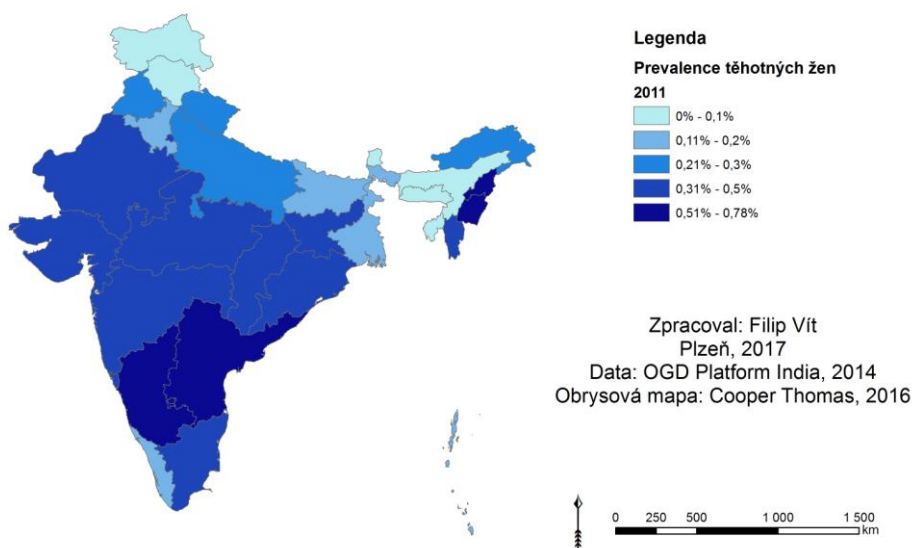 Legenda
Prevalence těhotných žen
2011
0% - 0,1%
0,11% - 0,2%
0,21% - 0,3%
0,31% - 0,5%
0,51% - 0,78%
Zpracoval: Filip Vít
Plzeň, 2017
Data: OGD Platform India, 2014
Obrysová mapa: Cooper Thomas, 2016
0 250 500 1 000 1 500
km